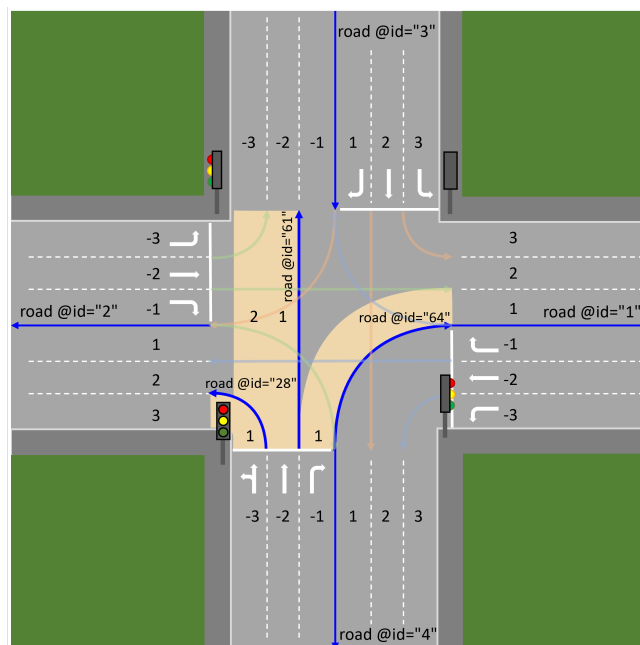 road @id="3"
-3 -2 -1 1 2 3
-3
3
-2
2
road @id="61"
-1
1
road @id="2"
2 1
road @id="64"
road @id="1"
1
-1
2
road @id="28"
-2
3
-3
1 1
-3 -2 -1 1 2 3
road @id="4"